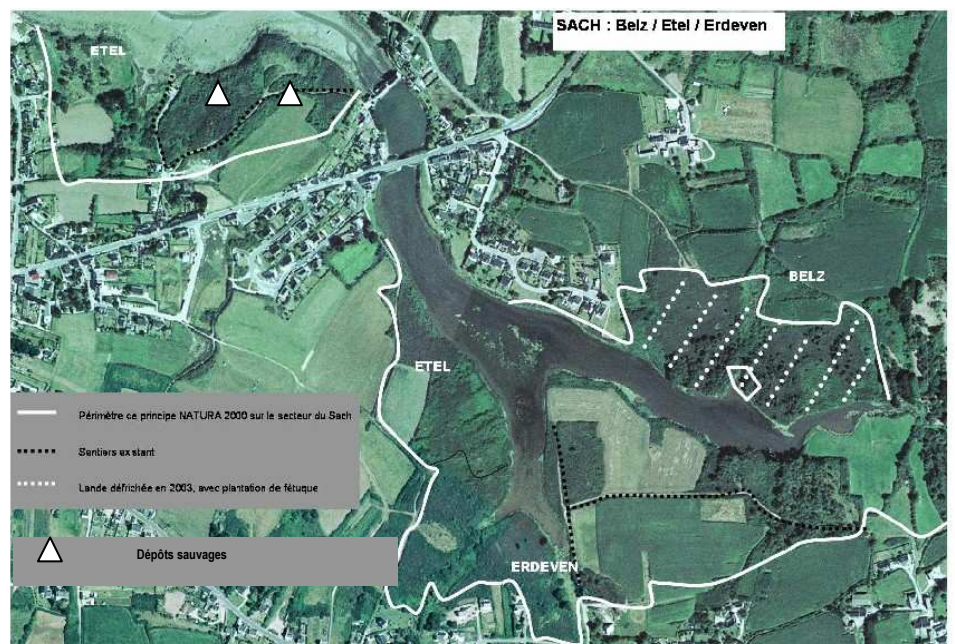 SACH : Belz / Etel / Erdeven
ETEL
BELZ
ETEL
Périmètre de principe NATURA 2000 sur le secteur du Sach
Sentiers existant
Lande défrichée en 2003, avec plantation de fétuque
Dépôts sauvages
ERDEVEN